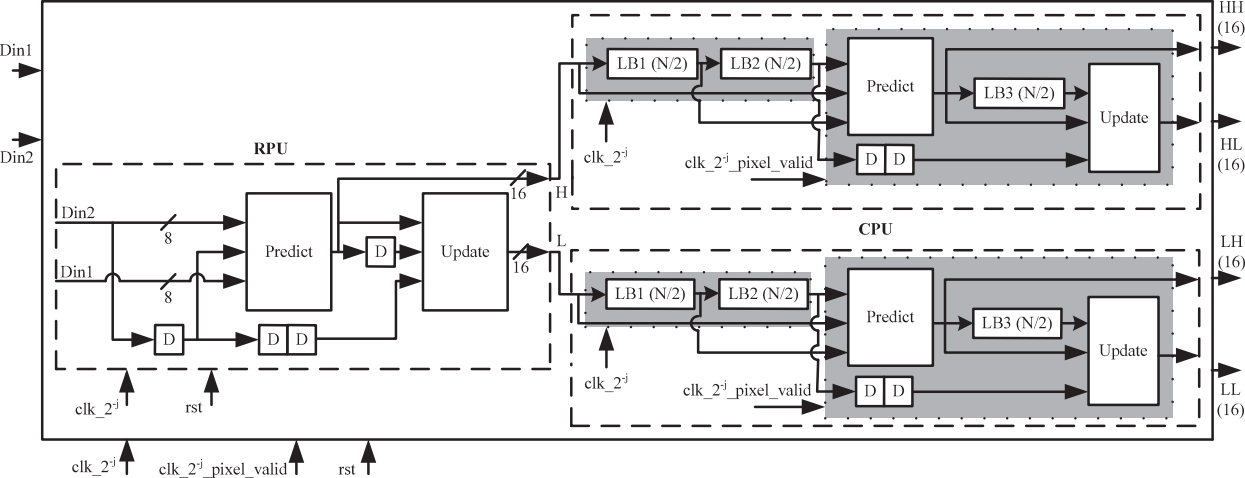 HH
(16)
Din1
LB1 (N/2)
LB2 (N/2)
Predict
LB3 (N/2)
Update
HL
(16)
Din2
clk_2^-j
D
D
clk_2^-j_pixel_valid
RPU
16
H
Din2
8
Predict
D
Update
Din1
8
16
L
CPU
D
D
D
LH
(16)
LB1 (N/2)
LB2 (N/2)
Predict
LB3 (N/2)
Update
clk_2^-j
D
D
clk_2^-j_pixel_valid
LL
(16)
clk_2^-j
rst
clk_2^-j
clk_2^-j_pixel_valid
rst